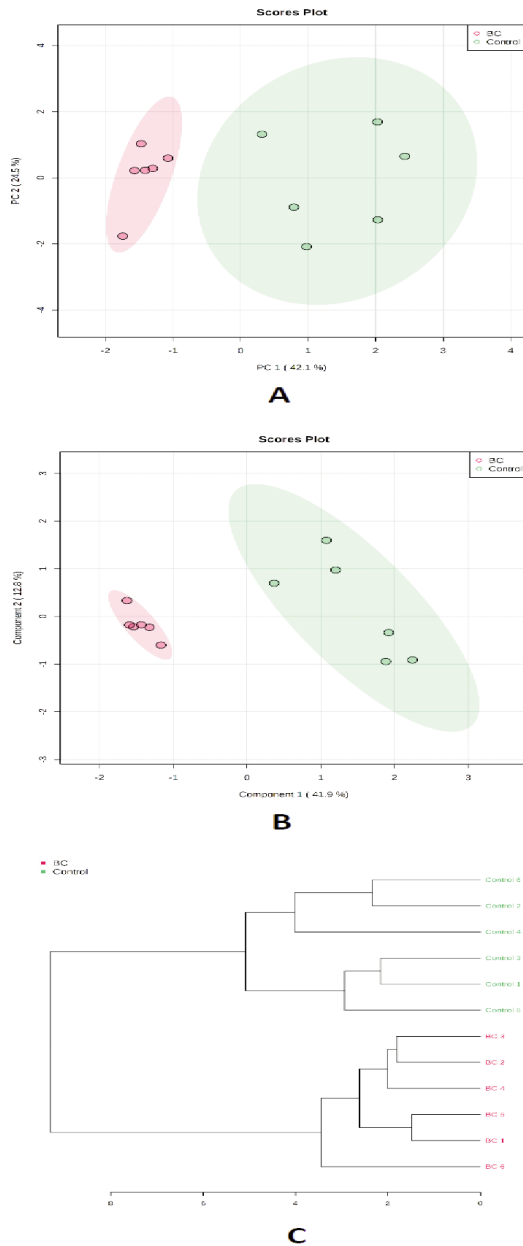 Scores Plot
BC
Control
4
2
0
-2
-4
PC 2 ( 24.5 %)
-2
-1
0
1
2
3
4
PC 1 ( 42.1 %)
A
Scores Plot
BC
Control
3
2
1
0
-1
-2
-3
Component 2 ( 12.8 %)
-2
-1
0
1
2
3
Component 1 ( 41.9 %)
B
BC
Control
Control
Control 2
Control 4
Control 3
Control 1
Control
BC 3
BC 2
BC 4
BC 5
BC 1
BC 6
8
6
4
2
0
C